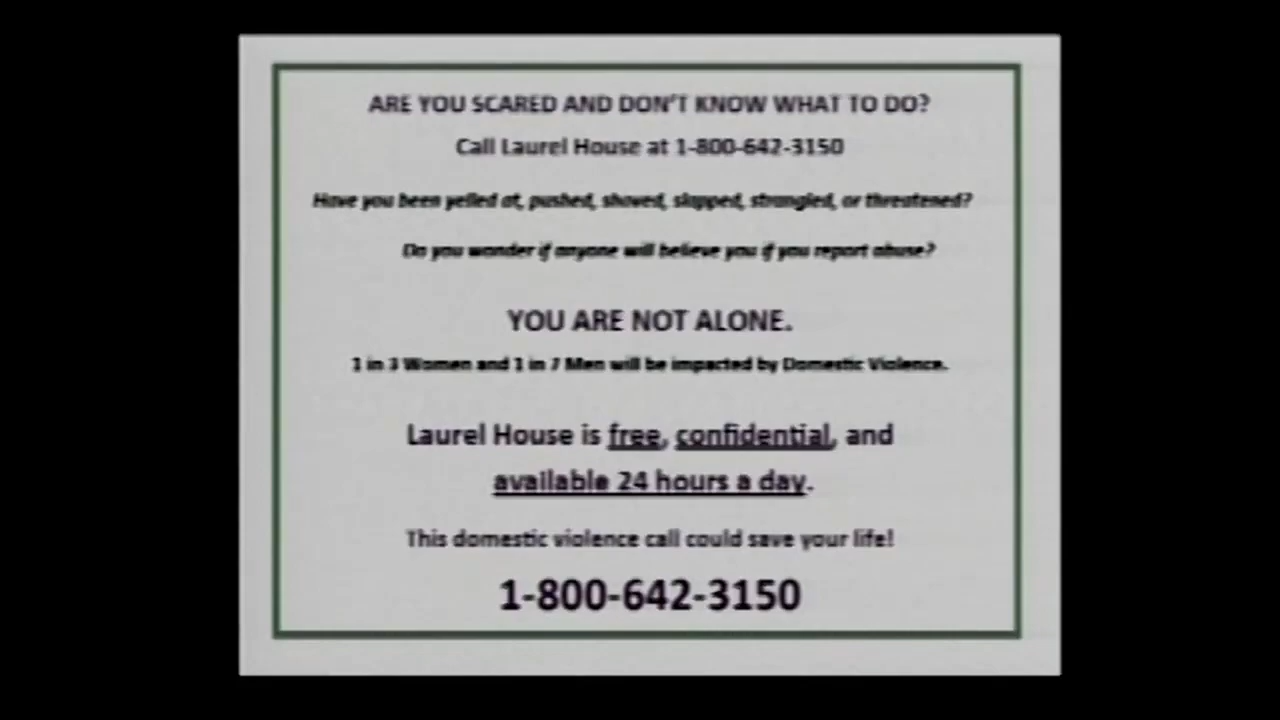 ARE YOU SCARED AND DON'T KNOW WHAT TO DO?
Call Laurel House at 1-800-642-3150
Have you been yelled at, pushed, shoved, slapped, strangled, or threatened?
Do you wonder if anyone will believe you if you report abuse?
YOU ARE NOT ALONE.
1 in 3 Women and 1 in 7 Men will be impacted by Domestic Violence.
Laurel House is free, confidential, and
available 24 hours a day.
This domestic violence call could save your life!
1-800-642-3150